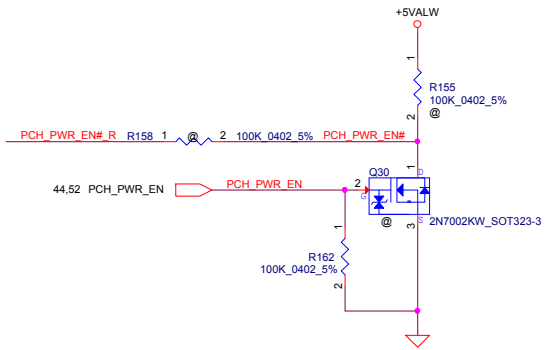 +5VALW
1
R155
100K_0402_5%
2
@
PCH_PWR_EN#_R R158 1 @ 2 100K_0402_5% PCH_PWR_EN#
Q30
1
D
44,52 PCH_PWR_EN PCH_PWR_EN 2
G
@
S
3
2N7002KW_SOT323-3
1
R162
100K_0402_5%
2